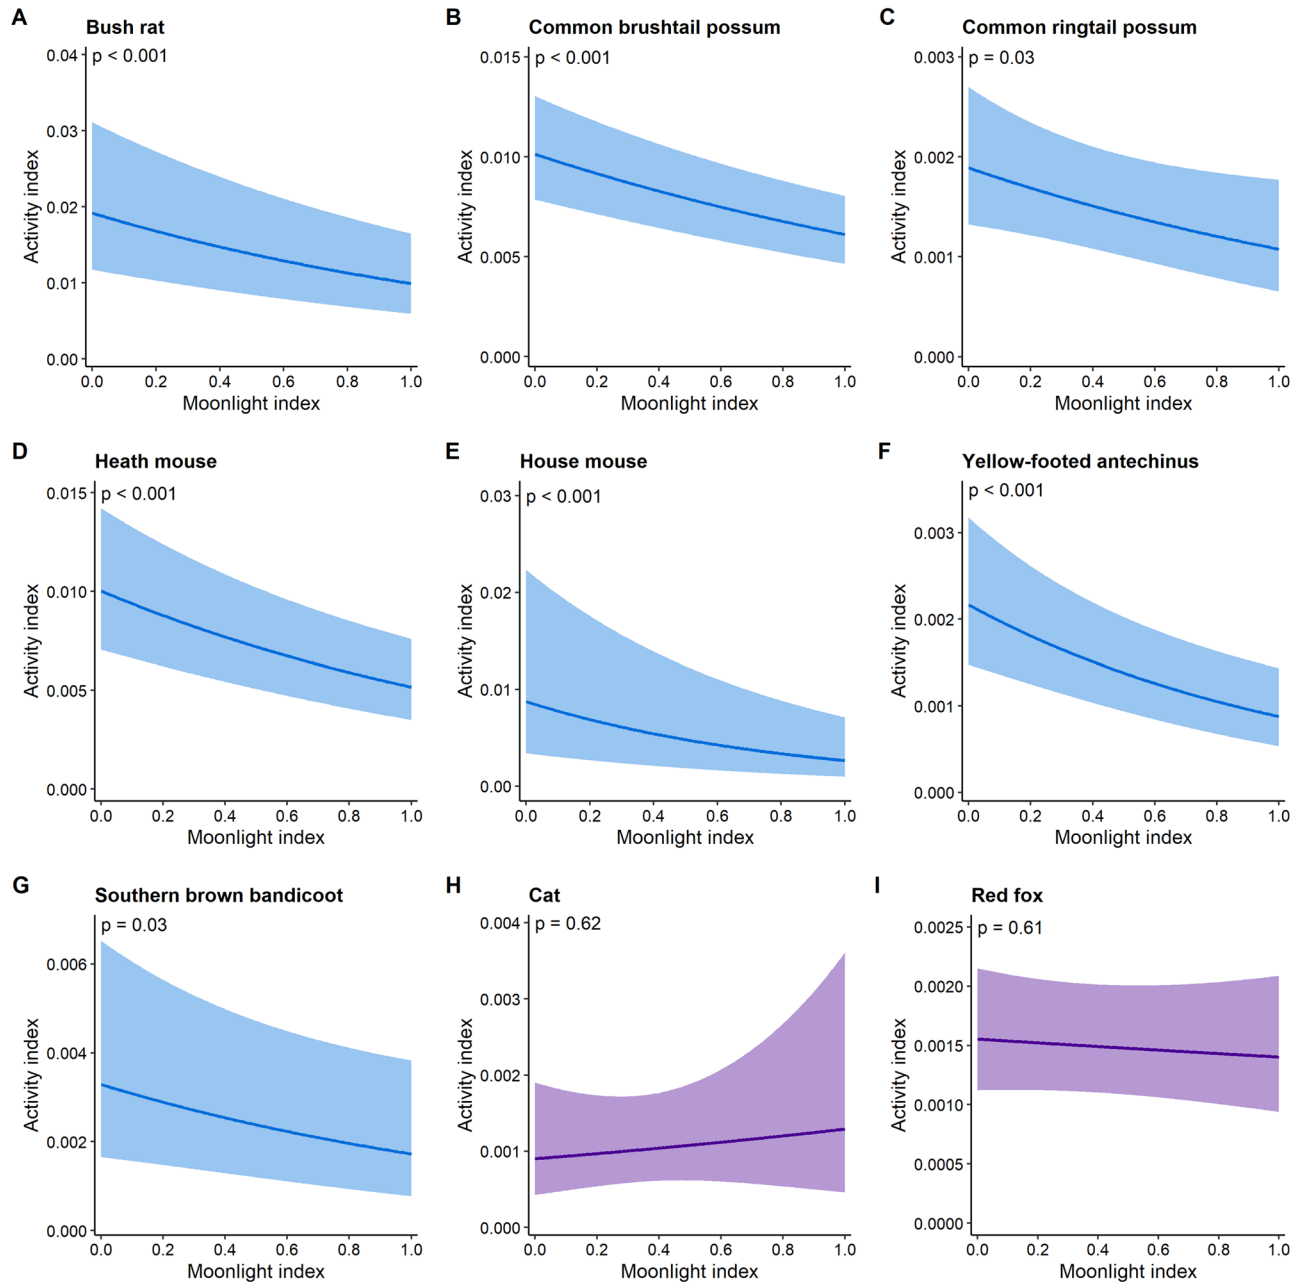 A
Bush rat
p < 0.001
0.04
0.03
0.02
0.01
0.00
Activity index
0.0 0.2 0.4 0.6 0.8 1.0
Moonlight index
B
Common brushtail possum
p < 0.001
0.015
0.010
0.005
0.000
Activity index
0.0 0.2 0.4 0.6 0.8 1.0
Moonlight index
C
Common ringtail possum
p = 0.03
0.003
0.002
0.001
0.000
Activity index
0.0 0.2 0.4 0.6 0.8 1.0
Moonlight index
D
Heath mouse
p < 0.001
0.015
0.010
0.005
0.000
Activity index
0.0 0.2 0.4 0.6 0.8 1.0
Moonlight index
E
House mouse
p < 0.001
0.03
0.02
0.01
0.00
Activity index
0.0 0.2 0.4 0.6 0.8 1.0
Moonlight index
F
Yellow-footed antechinus
p < 0.001
0.003
0.002
0.001
0.000
Activity index
0.0 0.2 0.4 0.6 0.8 1.0
Moonlight index
G
Southern brown bandicoot
p = 0.03
0.006
0.004
0.002
0.000
Activity index
0.0 0.2 0.4 0.6 0.8 1.0
Moonlight index
H
Cat
p = 0.62
0.004
0.003
0.002
0.001
0.000
Activity index
0.0 0.2 0.4 0.6 0.8 1.0
Moonlight index
I
Red fox
p = 0.61
0.0025
0.0020
0.0015
0.0010
0.0005
0.0000
Activity index
0.0 0.2 0.4 0.6 0.8 1.0
Moonlight index